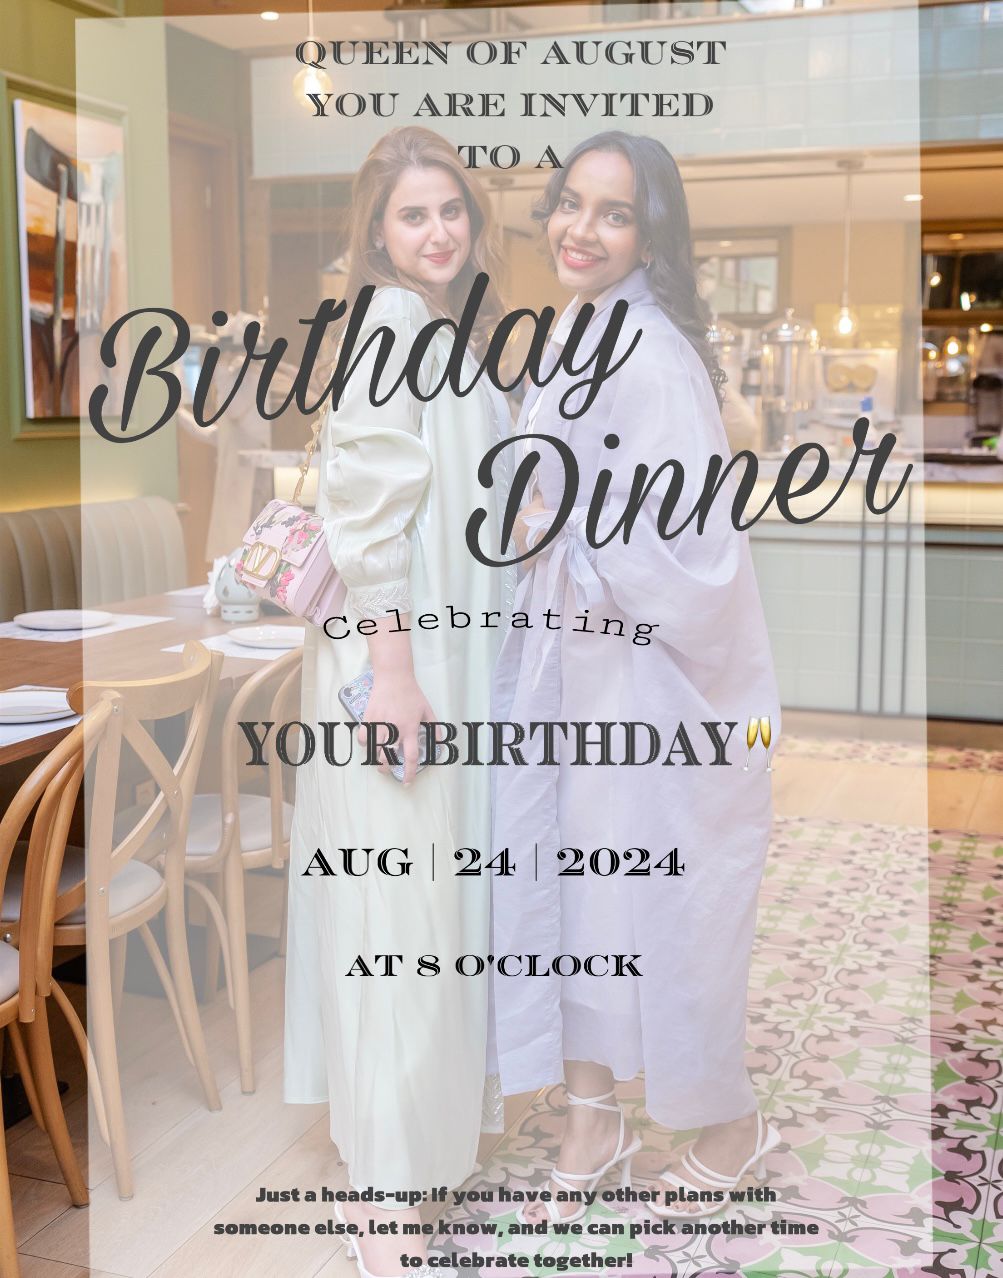 QUEEN OF AUGUST
YOU ARE INVITED
TO A
Birthday
Dinner
Celebrating
YOUR BIRTHDAY🥂
AUG | 24 | 2024
AT 8 O'CLOCK
Just a heads-up: If you have any other plans with
someone else, let me know, and we can pick another time
to celebrate together!